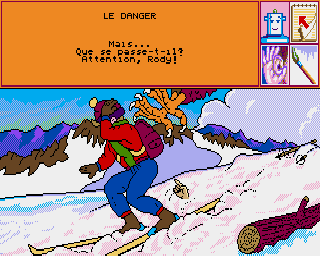 LE DANGER
Mais...
Que se passe-t-il?
Attention, Rody!